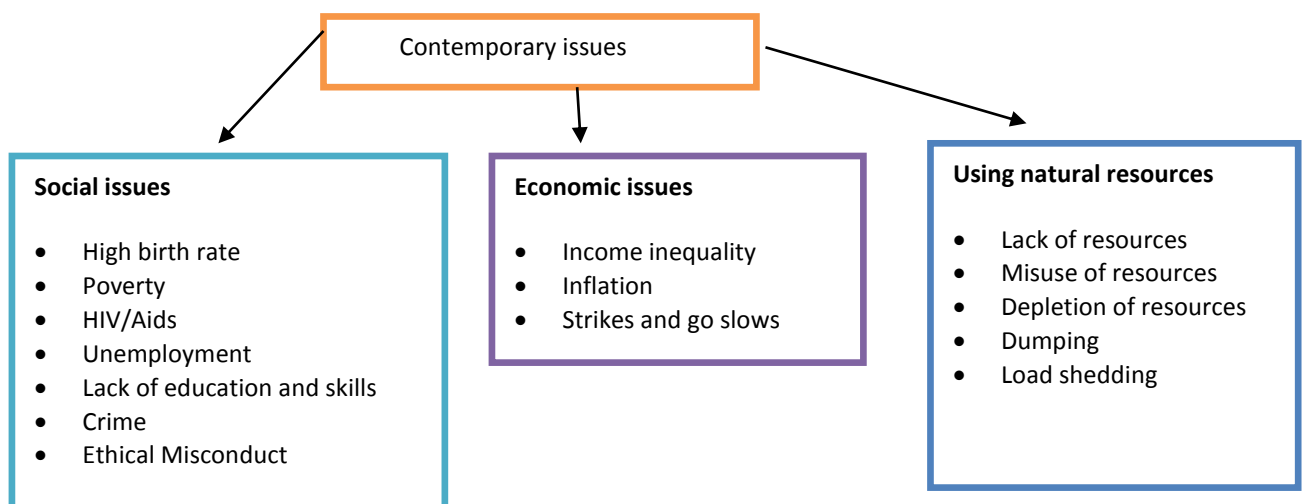 Contemporary issues
Social issues
• High birth rate
• Poverty
• HIV/Aids
• Unemployment
• Lack of education and skills
• Crime
• Ethical Misconduct
Economic issues
• Income inequality
• Inflation
• Strikes and go slows
Using natural resources
• Lack of resources
• Misuse of resources
• Depletion of resources
• Dumping
• Load shedding